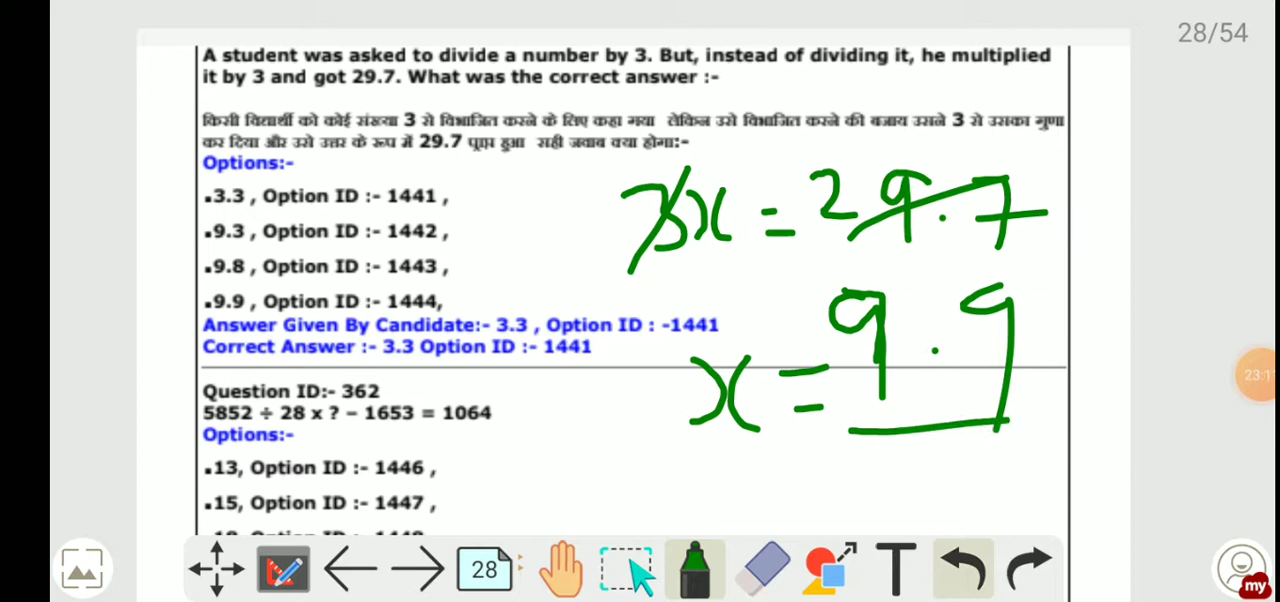 28/54
A student was asked to divide a number by 3. But, instead of dividing it, he multiplied
it by 3 and got 29.7. What was the correct answer :-
किसी विद्यार्थी को कोई संख्या 3 से विभाजित करने के लिए कहा गया लेकिन उसे विभाजित करने की बजाय उसने 3 से उसका गुणा
कर दिया और उसे उत्तर के रूप में 29.7 प्राप्त हुआ सही जवाब क्या होगा:-
Options:-
.3.3 , Option ID :- 1441 ,
.9.3 , Option ID :- 1442 ,
.9.8 , Option ID :- 1443 ,
.9.9 , Option ID :- 1444,
Answer Given By Candidate:- 3.3 , Option ID : -1441
Correct Answer :- 3.3 Option ID :- 1441
3x = 29.7
x = 9.9
Question ID:- 362
5852 ÷ 28 x ? – 1653 = 1064
Options:-
.13, Option ID :- 1446 ,
.15, Option ID :- 1447 ,
28
T
my